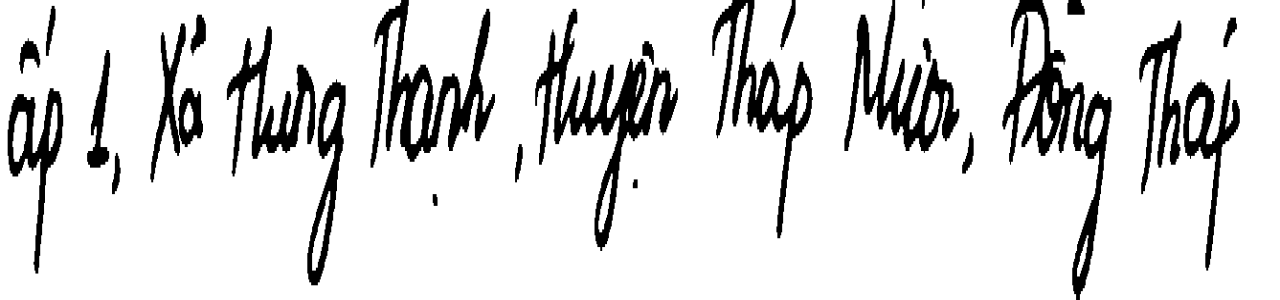 ấp 1, Xã Hưng Thạnh, Huyện Tháp Mười, Đồng Tháp